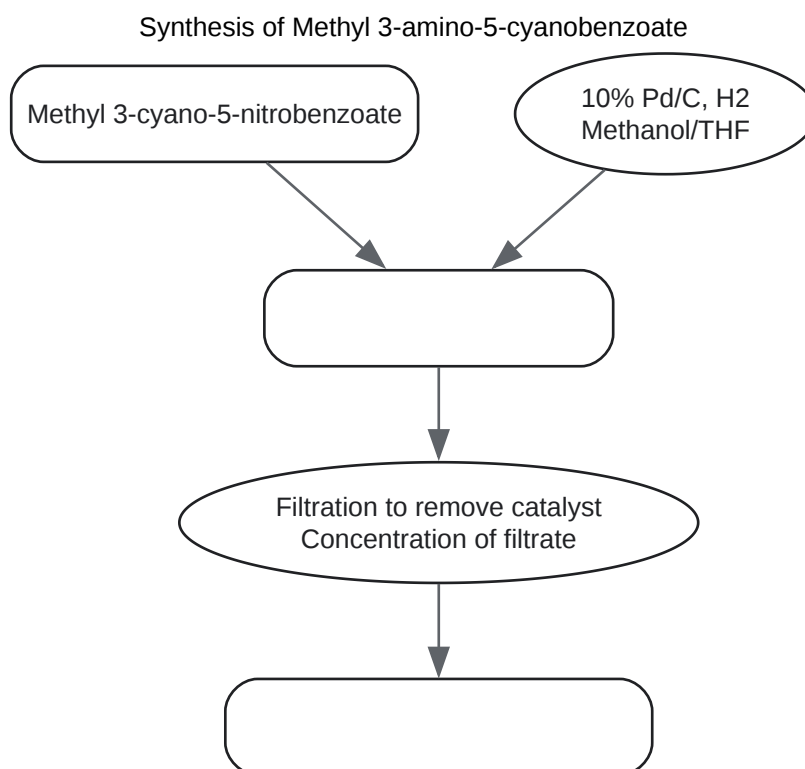 Synthesis of Methyl 3-amino-5-cyanobenzoate
Methyl 3-cyano-5-nitrobenzoate
10% Pd/C, H2
Methanol/THF
Filtration to remove catalyst
Concentration of filtrate